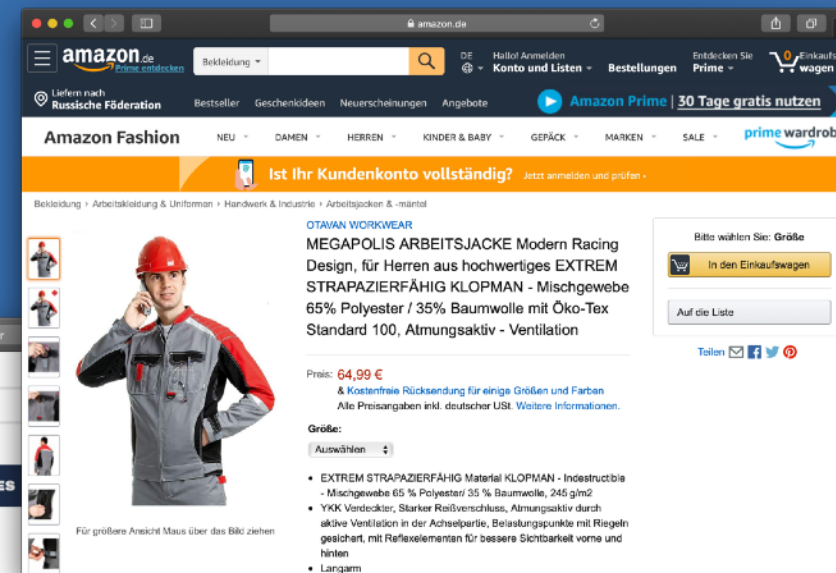 amazon.de
amazon.de
Prime entdecken
Bekleidung
DE
Hallo! Anmelden
Konto und Listen
Bestellungen
Entdecken Sie
Prime
0
Einkaufs
wagen
Liefern nach
Russische Föderation
Bestseller
Geschenkideen
Neuerscheinungen
Angebote
Amazon Prime | 30 Tage gratis nutzen
Amazon Fashion
NEU
DAMEN
HERREN
KINDER & BABY
GEPÄCK
MARKEN
SALE
prime wardrob
Ist Ihr Kundenkonto vollständig? Jetzt anmelden und prüfen ›
Bekleidung › Arbeitskleidung & Uniformen › Handwerk & Industrie › Arbeitsjacken & -mäntel
OTAVAN WORKWEAR
MEGAPOLIS ARBEITSJACKE Modern Racing
Design, für Herren aus hochwertiges EXTREM
STRAPAZIERFÄHIG KLOPMAN - Mischgewebe
65% Polyester / 35% Baumwolle mit Öko-Tex
Standard 100, Atmungsaktiv - Ventilation
Preis: 64,99 €
& Kostenfreie Rücksendung für einige Größen und Farben
Alle Preisangaben inkl. deutscher USt. Weitere Informationen.
Größe:
Auswählen
• EXTREM STRAPAZIERFÄHIG Material KLOPMAN - Indestructible
- Mischgewebe 65 % Polyester/ 35 % Baumwolle, 245 g/m2
• YKK Verdeckter, Starker Reißverschluss, Atmungsaktiv durch
aktive Ventilation in der Achselpartie, Belastungspunkte mit Riegeln
gesichert, mit Reflexelementen für bessere Sichtbarkeit vorne und
hinten
• Langarm
Für größere Ansicht Maus über das Bild ziehen
Bitte wählen Sie: Größe
In den Einkaufswagen
Auf die Liste
Teilen
r
ES